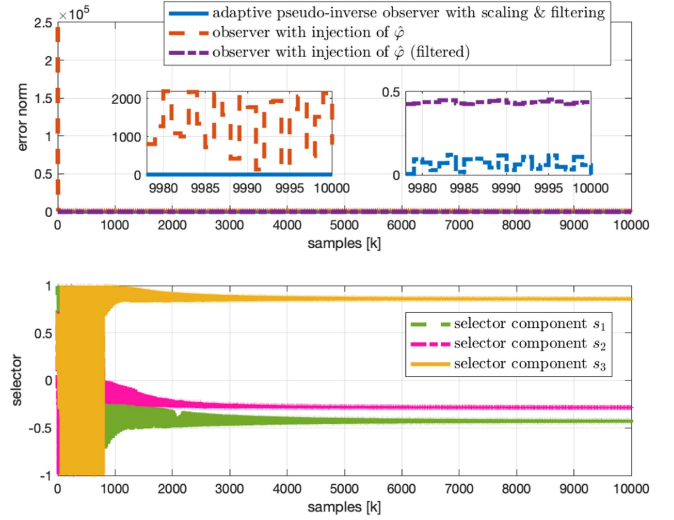 ×10⁵
adaptive pseudo-inverse observer with scaling & filtering
observer with injection of φ̂
observer with injection of φ̂ (filtered)
2.5
2
1.5
1
0.5
0
error norm
2000
1000
0
9980 9985 9990 9995 10000
0.5
0
9980 9985 9990 9995 10000
0 1000 2000 3000 4000 5000 6000 7000 8000 9000 10000
samples [k]
1
0.5
0
-0.5
-1
selector
selector component s₁
selector component s₂
selector component s₃
0 1000 2000 3000 4000 5000 6000 7000 8000 9000 10000
samples [k]